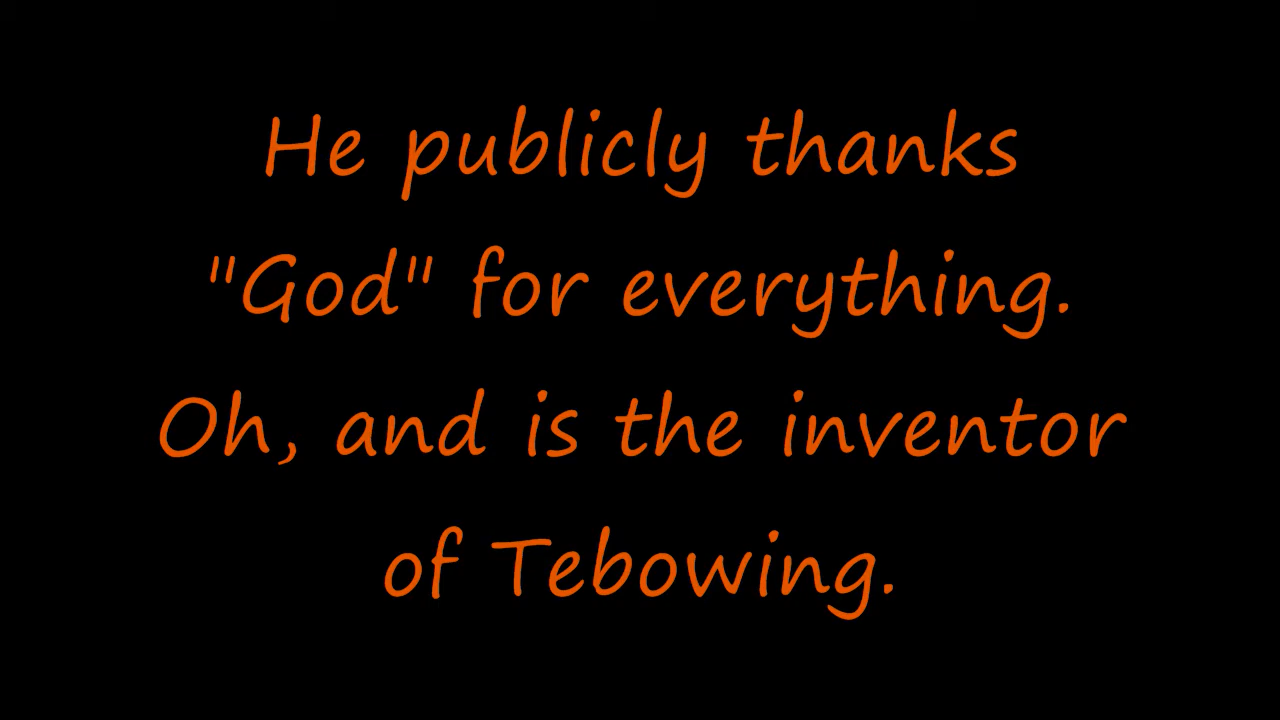 He publicly thanks
"God" for everything.
Oh, and is the inventor
of Tebowing.